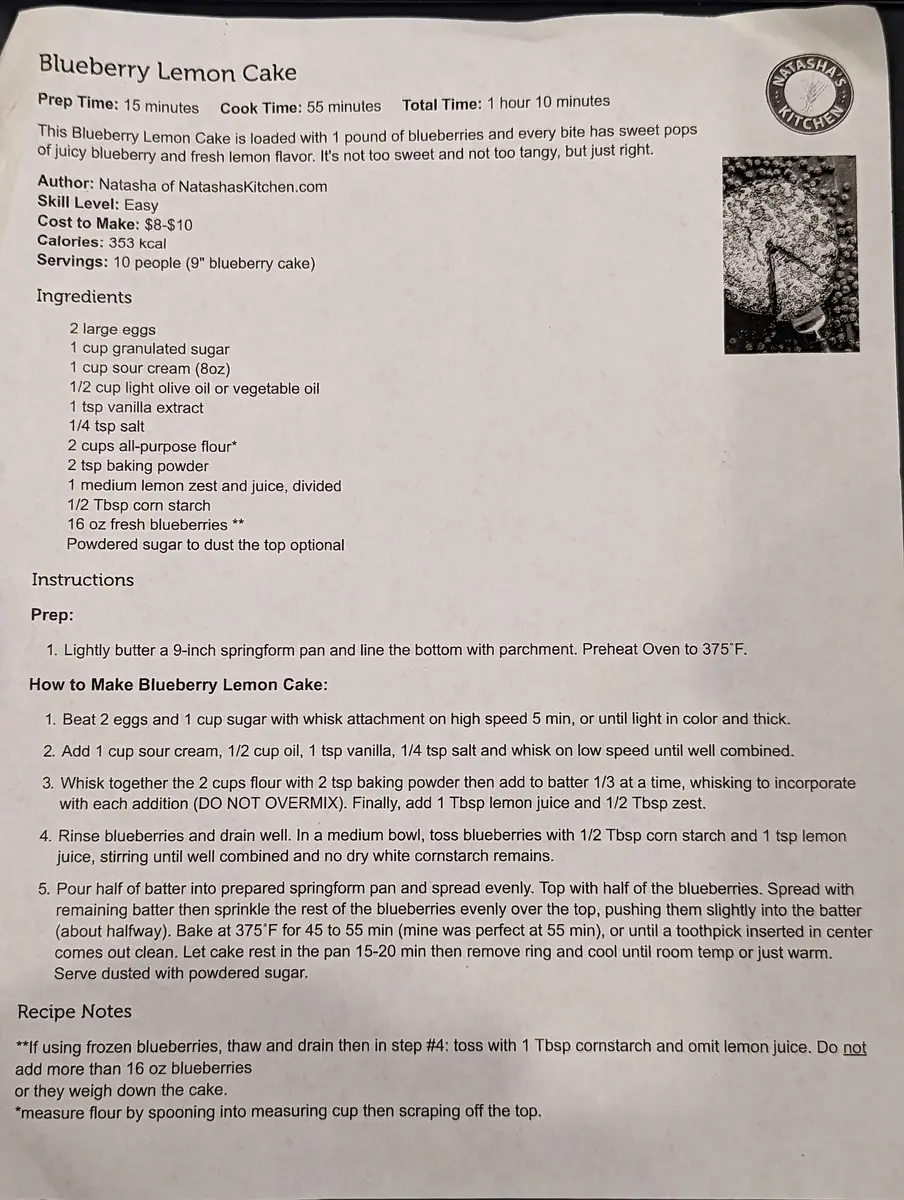 Blueberry Lemon Cake
NATASHA'S KITCHEN
Prep Time: 15 minutes Cook Time: 55 minutes Total Time: 1 hour 10 minutes
This Blueberry Lemon Cake is loaded with 1 pound of blueberries and every bite has sweet pops
of juicy blueberry and fresh lemon flavor. It's not too sweet and not too tangy, but just right.
Author: Natasha of NatashasKitchen.com
Skill Level: Easy
Cost to Make: $8-$10
Calories: 353 kcal
Servings: 10 people (9" blueberry cake)
Ingredients
2 large eggs
1 cup granulated sugar
1 cup sour cream (8oz)
1/2 cup light olive oil or vegetable oil
1 tsp vanilla extract
1/4 tsp salt
2 cups all-purpose flour*
2 tsp baking powder
1 medium lemon zest and juice, divided
1/2 Tbsp corn starch
16 oz fresh blueberries **
Powdered sugar to dust the top optional
Instructions
Prep:
1. Lightly butter a 9-inch springform pan and line the bottom with parchment. Preheat Oven to 375˚F.
How to Make Blueberry Lemon Cake:
1. Beat 2 eggs and 1 cup sugar with whisk attachment on high speed 5 min, or until light in color and thick.
2. Add 1 cup sour cream, 1/2 cup oil, 1 tsp vanilla, 1/4 tsp salt and whisk on low speed until well combined.
3. Whisk together the 2 cups flour with 2 tsp baking powder then add to batter 1/3 at a time, whisking to incorporate
with each addition (DO NOT OVERMIX). Finally, add 1 Tbsp lemon juice and 1/2 Tbsp zest.
4. Rinse blueberries and drain well. In a medium bowl, toss blueberries with 1/2 Tbsp corn starch and 1 tsp lemon
juice, stirring until well combined and no dry white cornstarch remains.
5. Pour half of batter into prepared springform pan and spread evenly. Top with half of the blueberries. Spread with
remaining batter then sprinkle the rest of the blueberries evenly over the top, pushing them slightly into the batter
(about halfway). Bake at 375˚F for 45 to 55 min (mine was perfect at 55 min), or until a toothpick inserted in center
comes out clean. Let cake rest in the pan 15-20 min then remove ring and cool until room temp or just warm.
Serve dusted with powdered sugar.
Recipe Notes
**If using frozen blueberries, thaw and drain then in step #4: toss with 1 Tbsp cornstarch and omit lemon juice. Do not
add more than 16 oz blueberries
or they weigh down the cake.
*measure flour by spooning into measuring cup then scraping off the top.